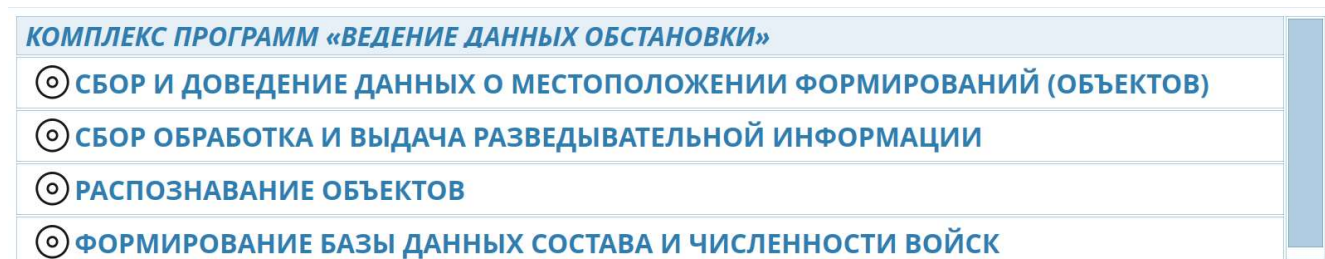 КОМПЛЕКС ПРОГРАММ «ВЕДЕНИЕ ДАННЫХ ОБСТАНОВКИ»
СБОР И ДОВЕДЕНИЕ ДАННЫХ О МЕСТОПОЛОЖЕНИИ ФОРМИРОВАНИЙ (ОБЪЕКТОВ)
СБОР ОБРАБОТКА И ВЫДАЧА РАЗВЕДЫВАТЕЛЬНОЙ ИНФОРМАЦИИ
РАСПОЗНАВАНИЕ ОБЪЕКТОВ
ФОРМИРОВАНИЕ БАЗЫ ДАННЫХ СОСТАВА И ЧИСЛЕННОСТИ ВОЙСК